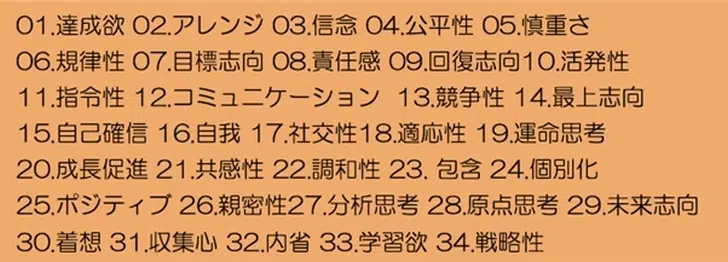 01.達成欲 02.アレンジ 03.信念 04.公平性 05.慎重さ
06.規律性 07.目標志向 08.責任感 09.回復志向10.活発性
11.指令性 12.コミュニケーション 13.競争性 14.最上志向
15.自己確信 16.自我 17.社交性18.適応性 19.運命思考
20.成長促進 21.共感性 22.調和性 23. 包含 24.個別化
25.ポジティブ 26.親密性27.分析思考 28.原点思考 29.未来志向
30.着想 31.収集心 32.内省 33.学習欲 34.戦略性